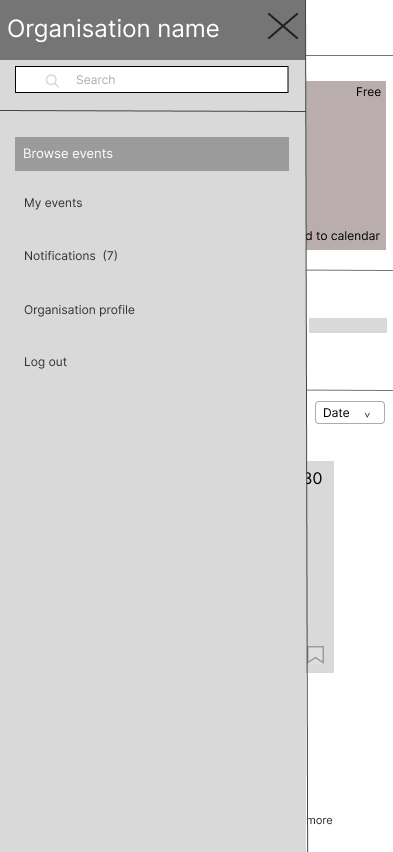 Organisation name
Search
Browse events
My events
Notifications (7)
Organisation profile
Log out
Free
d to calendar
Date
30
more